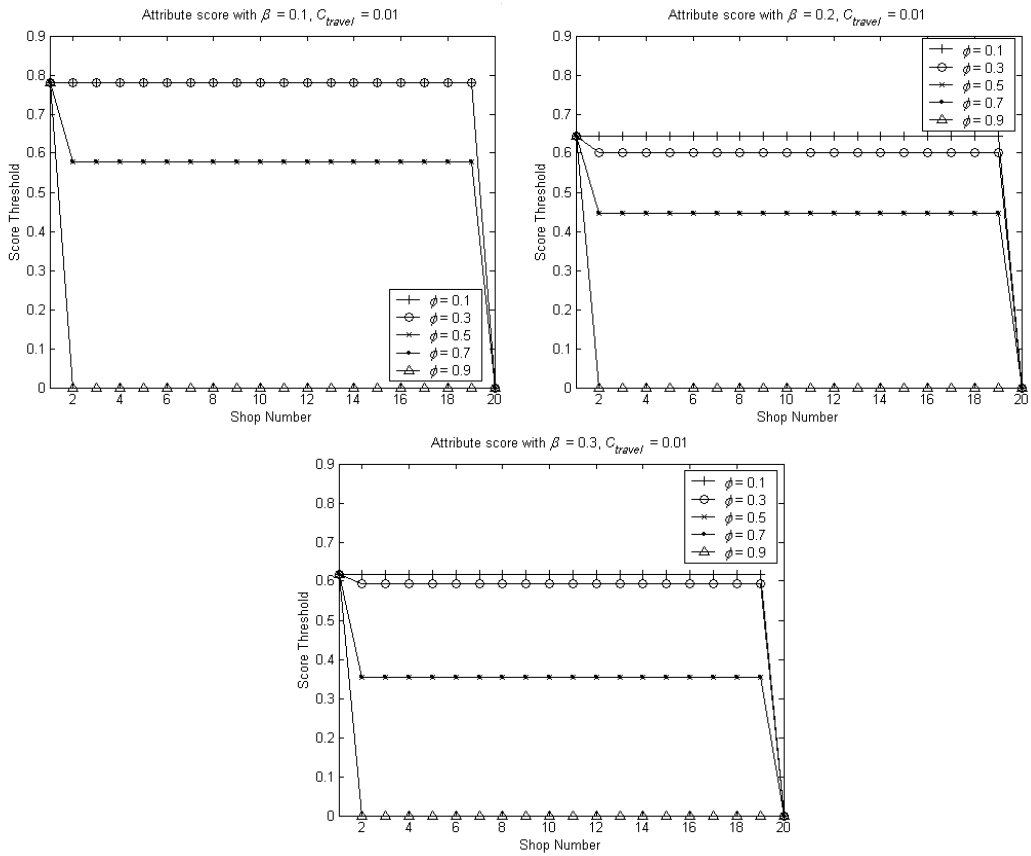 Attribute score with β = 0.1, C_travel = 0.01
0.9
0.8
0.7
0.6
0.5
0.4
0.3
0.2
0.1
0
Score Threshold
ϕ = 0.1
ϕ = 0.3
ϕ = 0.5
ϕ = 0.7
ϕ = 0.9
2 4 6 8 10 12 14 16 18 20
Shop Number
Attribute score with β = 0.2, C_travel = 0.01
0.9
0.8
0.7
0.6
0.5
0.4
0.3
0.2
0.1
0
Score Threshold
ϕ = 0.1
ϕ = 0.3
ϕ = 0.5
ϕ = 0.7
ϕ = 0.9
2 4 6 8 10 12 14 16 18 20
Shop Number
Attribute score with β = 0.3, C_travel = 0.01
0.9
0.8
0.7
0.6
0.5
0.4
0.3
0.2
0.1
0
Score Threshold
ϕ = 0.1
ϕ = 0.3
ϕ = 0.5
ϕ = 0.7
ϕ = 0.9
2 4 6 8 10 12 14 16 18 20
Shop Number